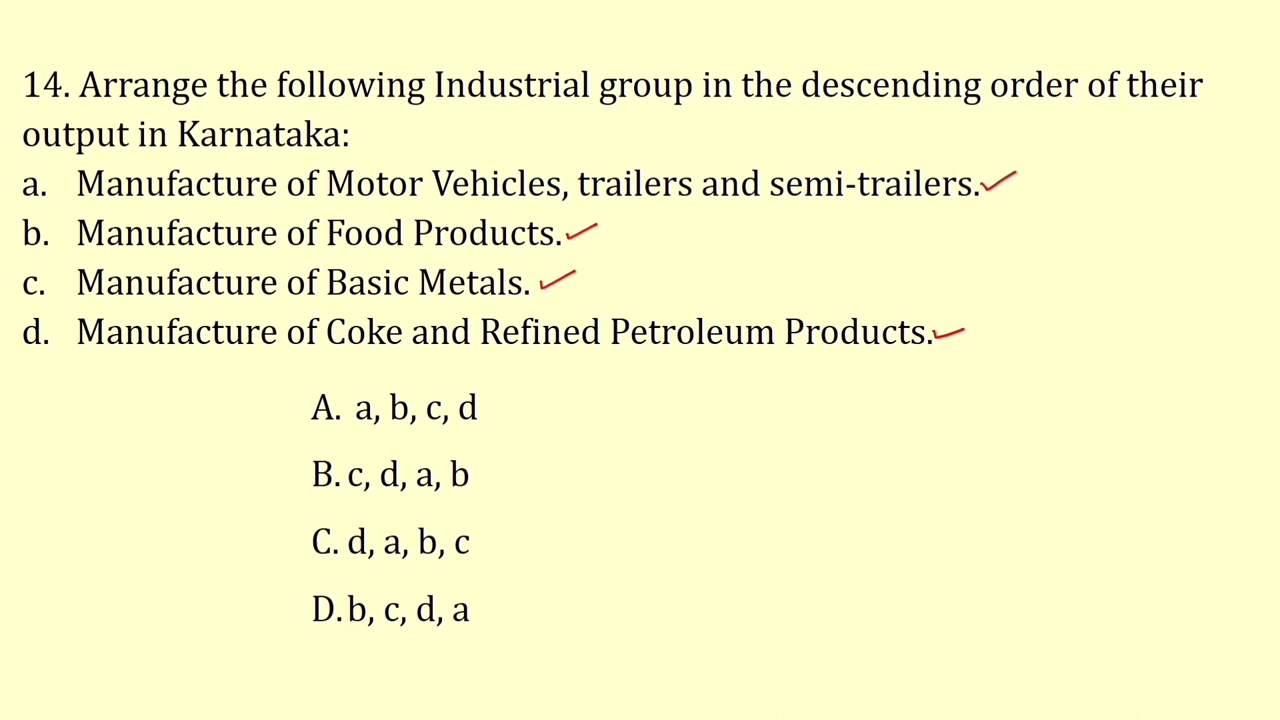 14. Arrange the following Industrial group in the descending order of their
output in Karnataka:
a. Manufacture of Motor Vehicles, trailers and semi-trailers.
b. Manufacture of Food Products.
c. Manufacture of Basic Metals.
d. Manufacture of Coke and Refined Petroleum Products.
A. a, b, c, d
B. c, d, a, b
C. d, a, b, c
D. b, c, d, a